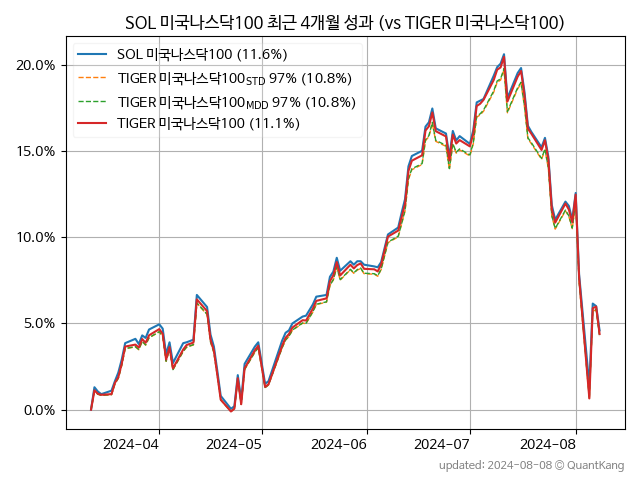 SOL 미국나스닥100 최근 4개월 성과 (vs TIGER 미국나스닥100)
SOL 미국나스닥100 (11.6%)
TIGER 미국나스닥100STD 97% (10.8%)
TIGER 미국나스닥100MDD 97% (10.8%)
TIGER 미국나스닥100 (11.1%)
20.0%
15.0%
10.0%
5.0%
0.0%
2024-04 2024-05 2024-06 2024-07 2024-08
updated: 2024-08-08 © QuantKang